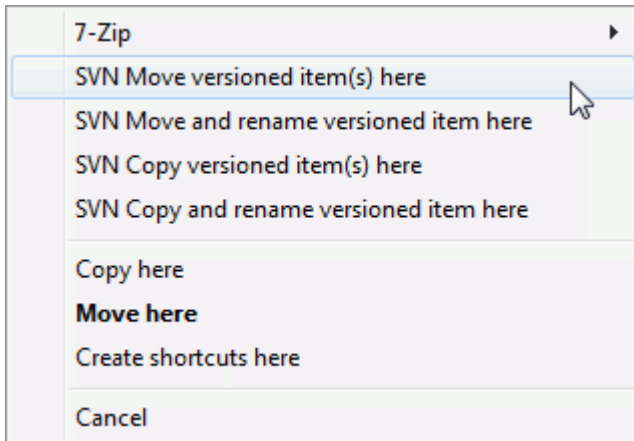 7-Zip
SVN Move versioned item(s) here
SVN Move and rename versioned item here
SVN Copy versioned item(s) here
SVN Copy and rename versioned item here
Copy here
Move here
Create shortcuts here
Cancel